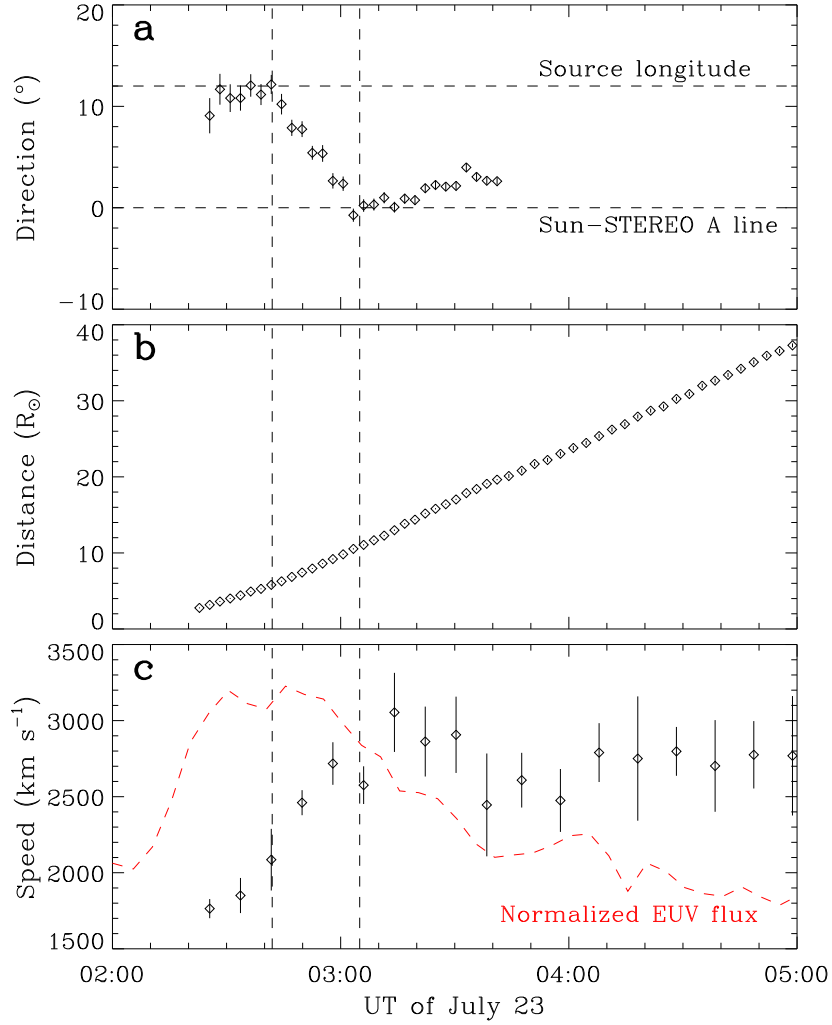 20
a
Source longitude
10
Direction (°)
0
Sun−STEREO A line
−10
40
b
30
Distance (R☉)
20
10
0
3500
c
3000
Speed (km s⁻¹)
2500
2000
Normalized EUV flux
1500
02:00 03:00 04:00 05:00
UT of July 23